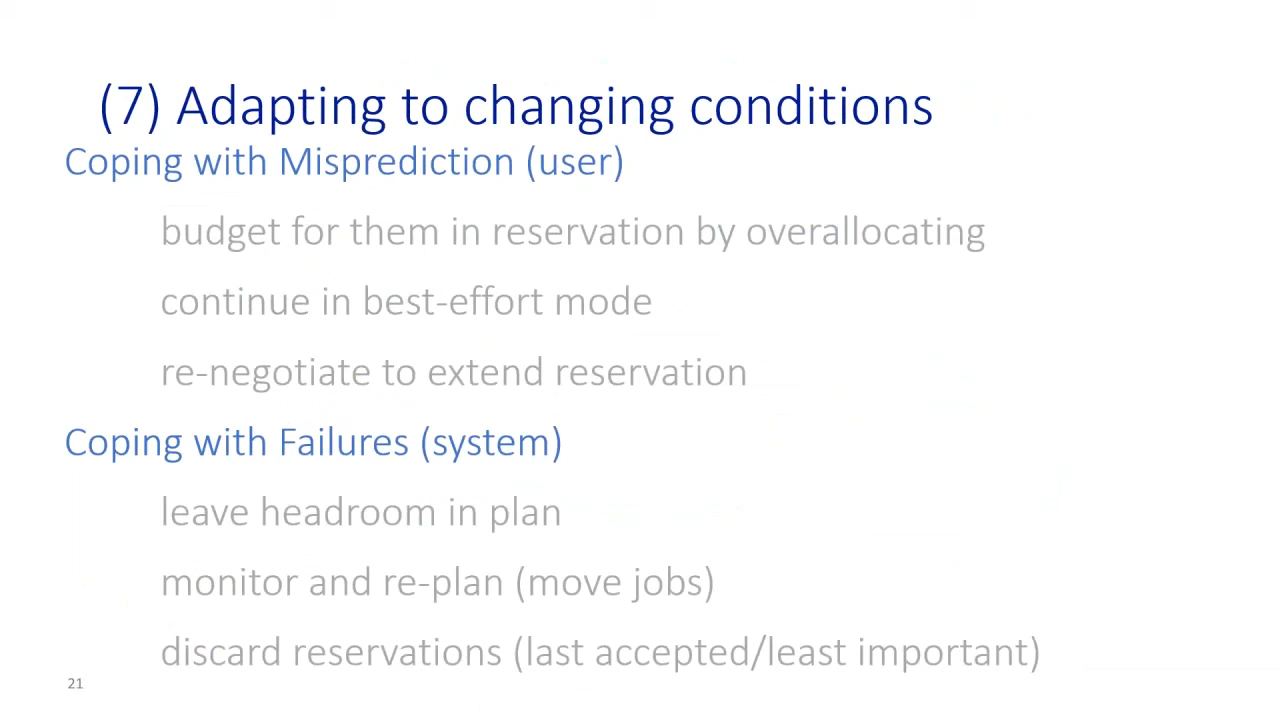 (7) Adapting to changing conditions
Coping with Misprediction (user)
budget for them in reservation by overallocating
continue in best-effort mode
re-negotiate to extend reservation
Coping with Failures (system)
leave headroom in plan
monitor and re-plan (move jobs)
discard reservations (last accepted/least important)
21